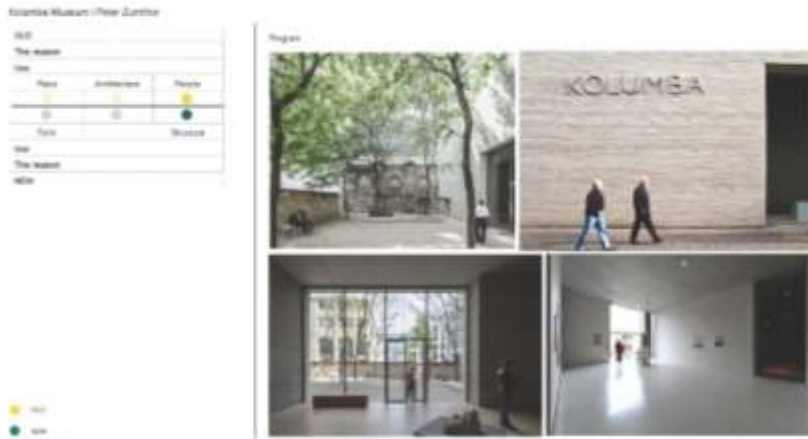 Kolumba Museum / Peter Zumthor
OLD
The reason
Use
Place Architecture People
Form Structure
Use
The reason
NEW
Program
KOLUMBA
OLD
NEW